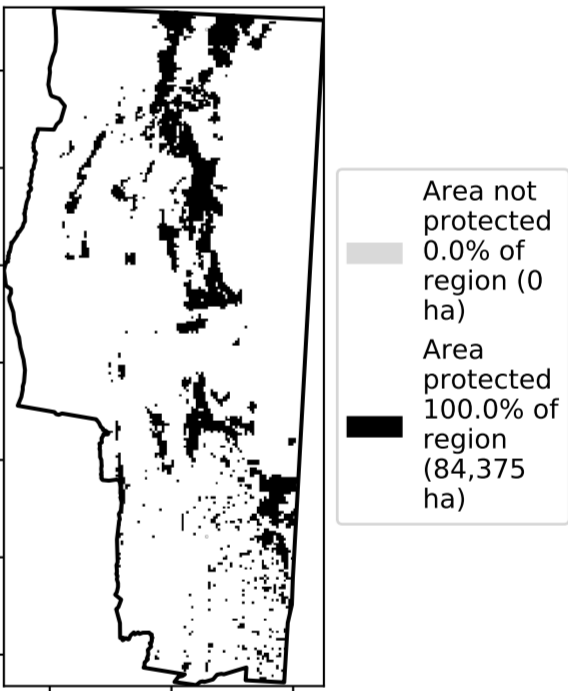 Area not
protected
0.0% of
region (0
ha)
Area
protected
100.0% of
region
(84,375
ha)